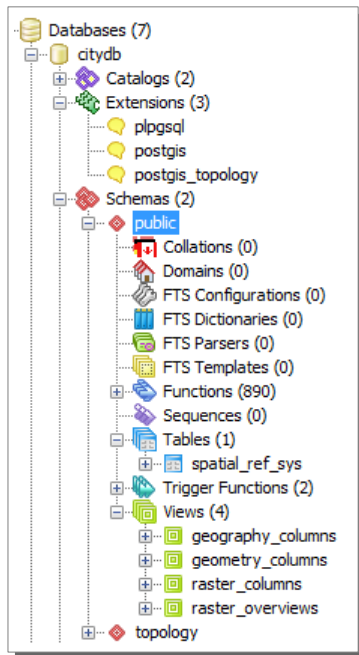 Databases (7)
citydb
Catalogs (2)
Extensions (3)
plpgsql
postgis
postgis_topology
Schemas (2)
public
Collations (0)
Domains (0)
FTS Configurations (0)
FTS Dictionaries (0)
FTS Parsers (0)
FTS Templates (0)
Functions (890)
Sequences (0)
Tables (1)
spatial_ref_sys
Trigger Functions (2)
Views (4)
geography_columns
geometry_columns
raster_columns
raster_overviews
topology